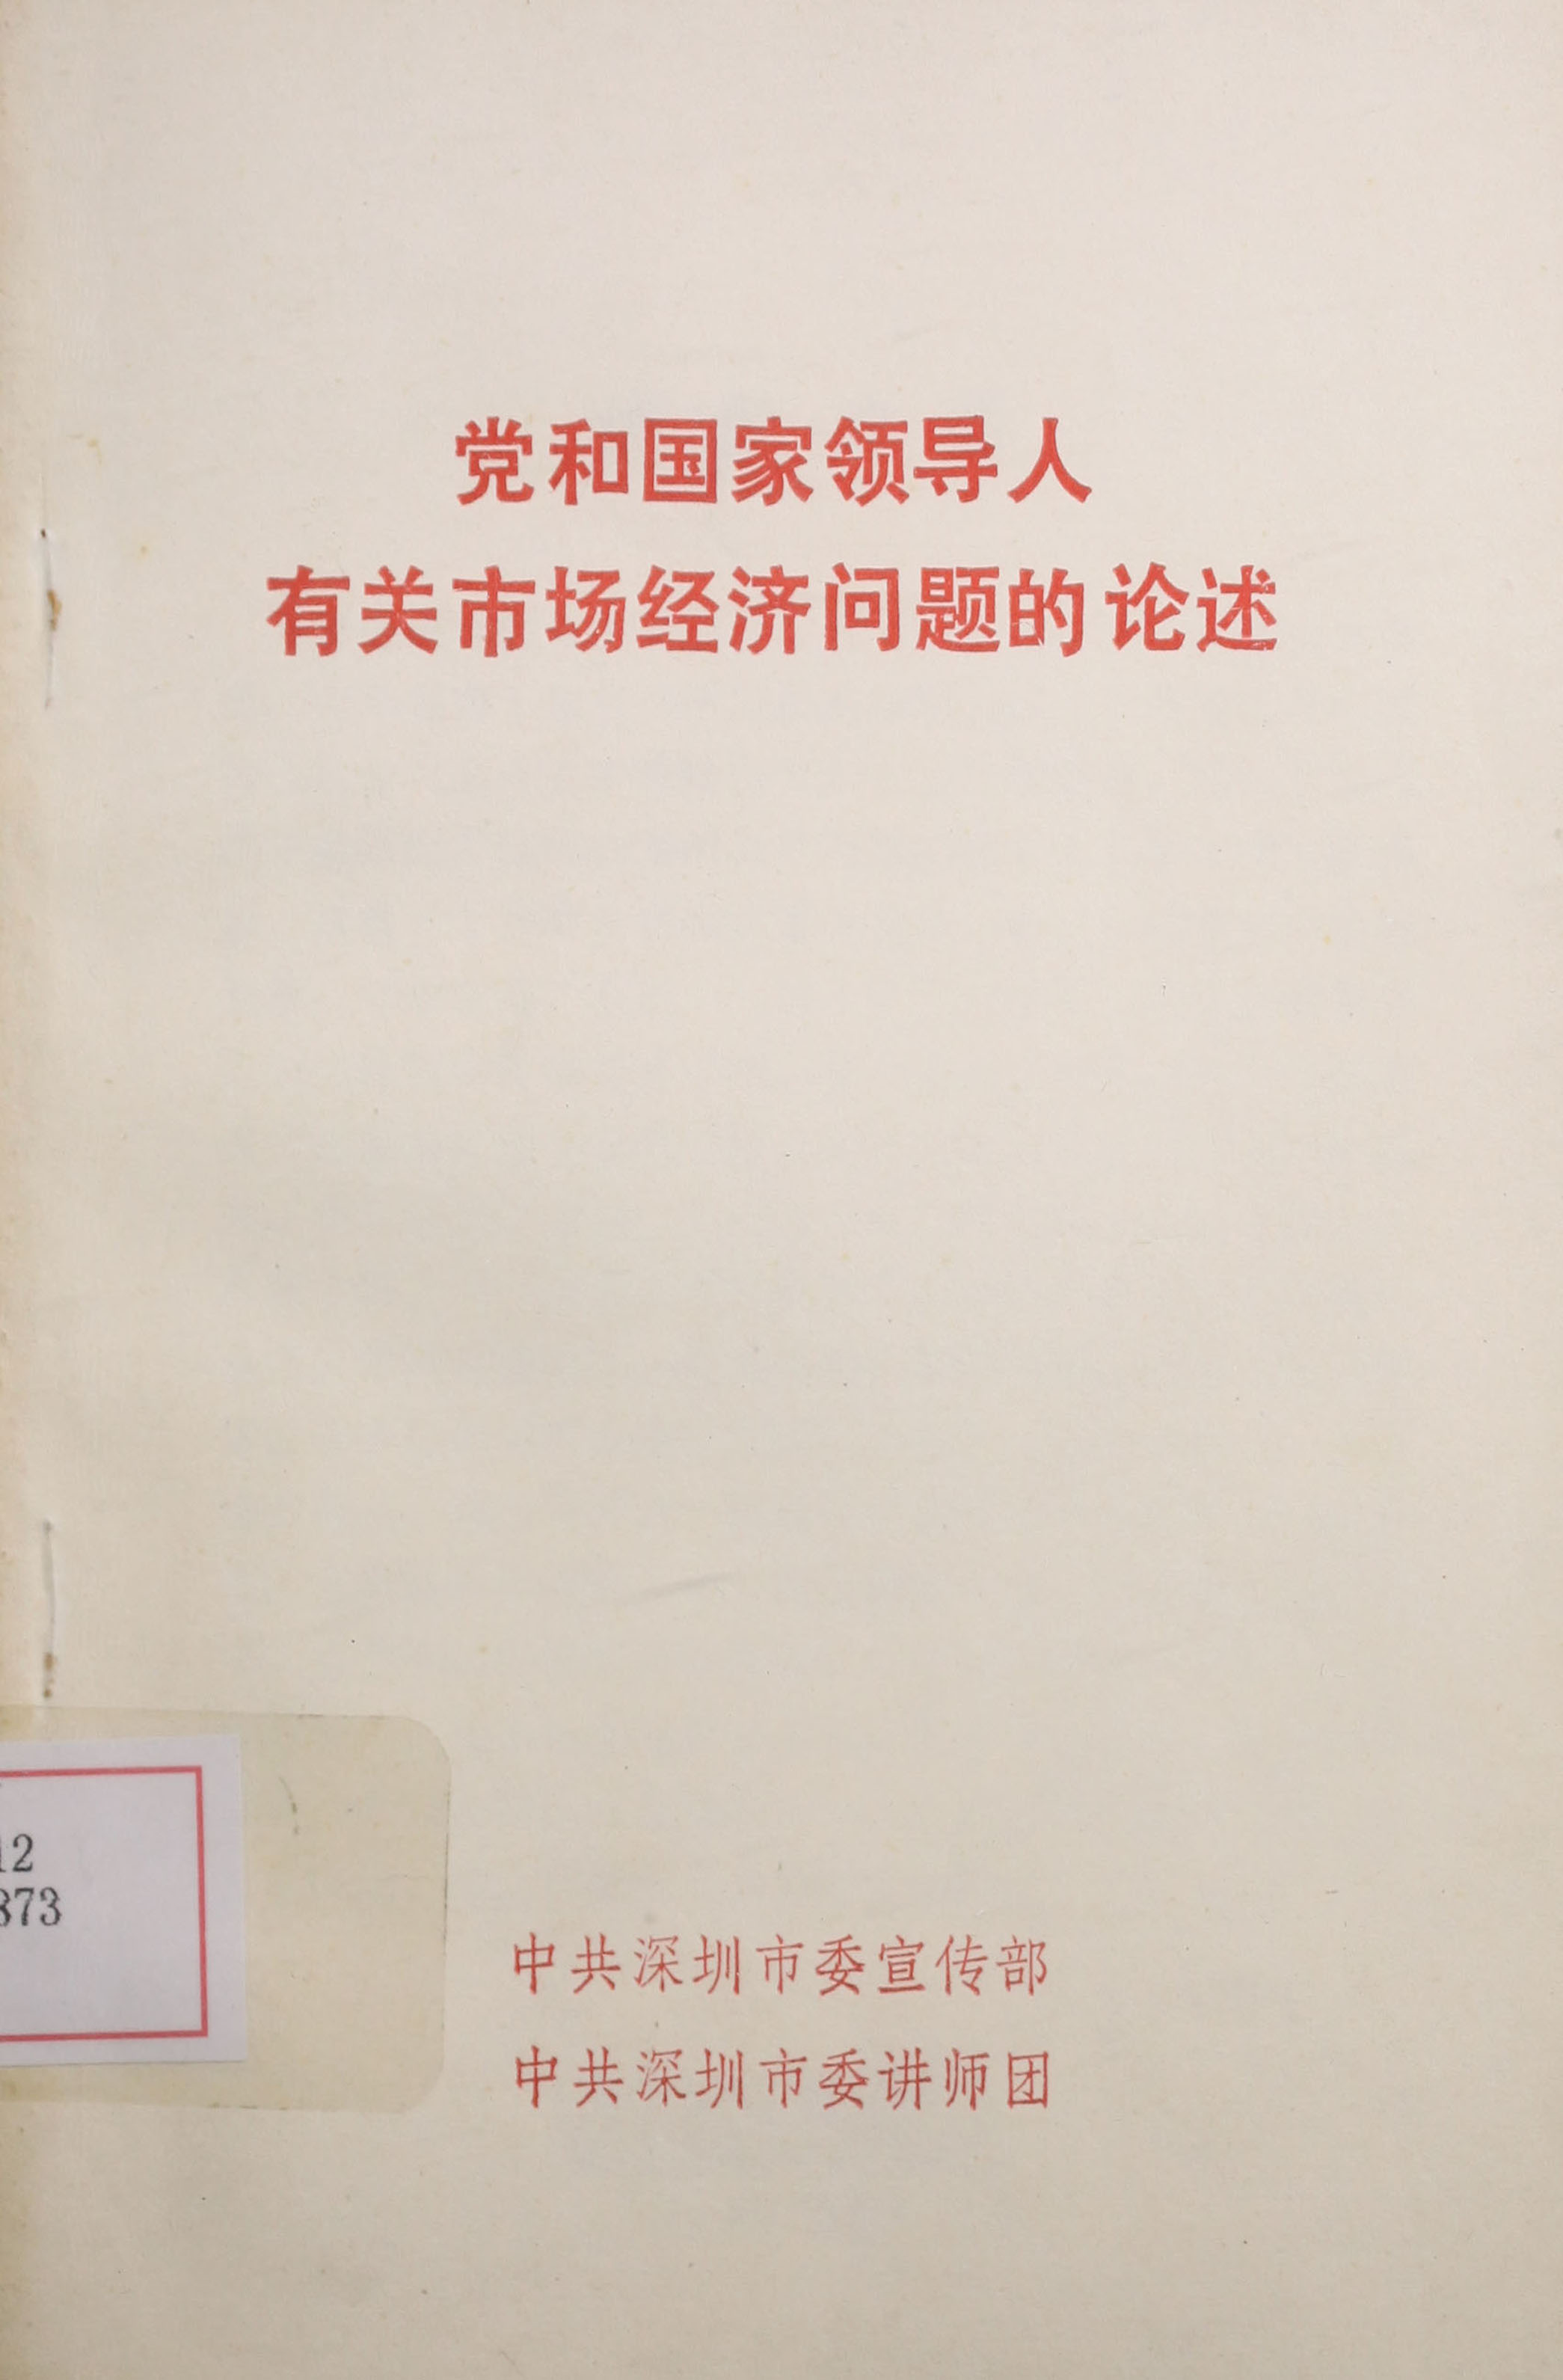 党和国家领导人
有关市场经济问题的论述
12
873
中共深圳市委宣传部
中共深圳市委讲师团